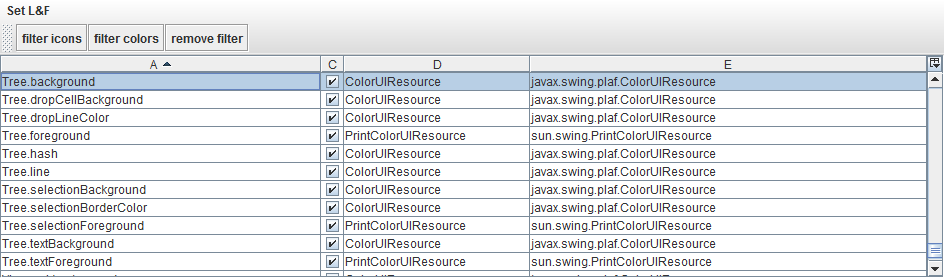 Set L&F
filter icons filter colors remove filter
A C D E
Tree.background ColorUIResource javax.swing.plaf.ColorUIResource
Tree.dropCellBackground ColorUIResource javax.swing.plaf.ColorUIResource
Tree.dropLineColor ColorUIResource javax.swing.plaf.ColorUIResource
Tree.foreground PrintColorUIResource sun.swing.PrintColorUIResource
Tree.hash ColorUIResource javax.swing.plaf.ColorUIResource
Tree.line ColorUIResource javax.swing.plaf.ColorUIResource
Tree.selectionBackground ColorUIResource javax.swing.plaf.ColorUIResource
Tree.selectionBorderColor ColorUIResource javax.swing.plaf.ColorUIResource
Tree.selectionForeground PrintColorUIResource sun.swing.PrintColorUIResource
Tree.textBackground ColorUIResource javax.swing.plaf.ColorUIResource
Tree.textForeground PrintColorUIResource sun.swing.PrintColorUIResource